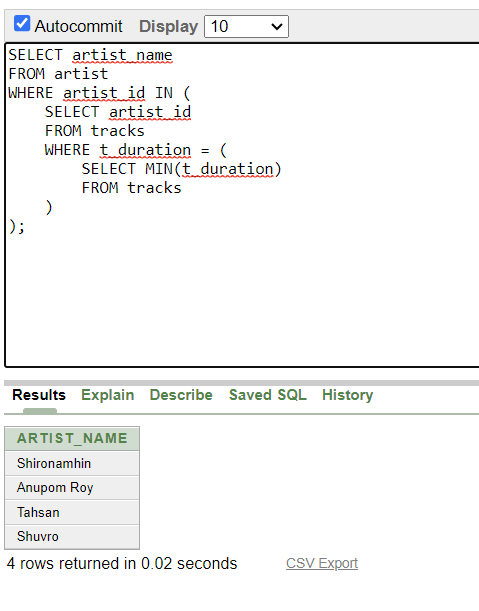 Autocommit Display 10
SELECT artist_name
FROM artist
WHERE artist_id IN (
    SELECT artist_id
    FROM tracks
    WHERE t_duration = (
        SELECT MIN(t_duration)
        FROM tracks
    )
);
Results Explain Describe Saved SQL History
ARTIST_NAME
Shironamhin
Anupom Roy
Tahsan
Shuvro
4 rows returned in 0.02 seconds CSV Export